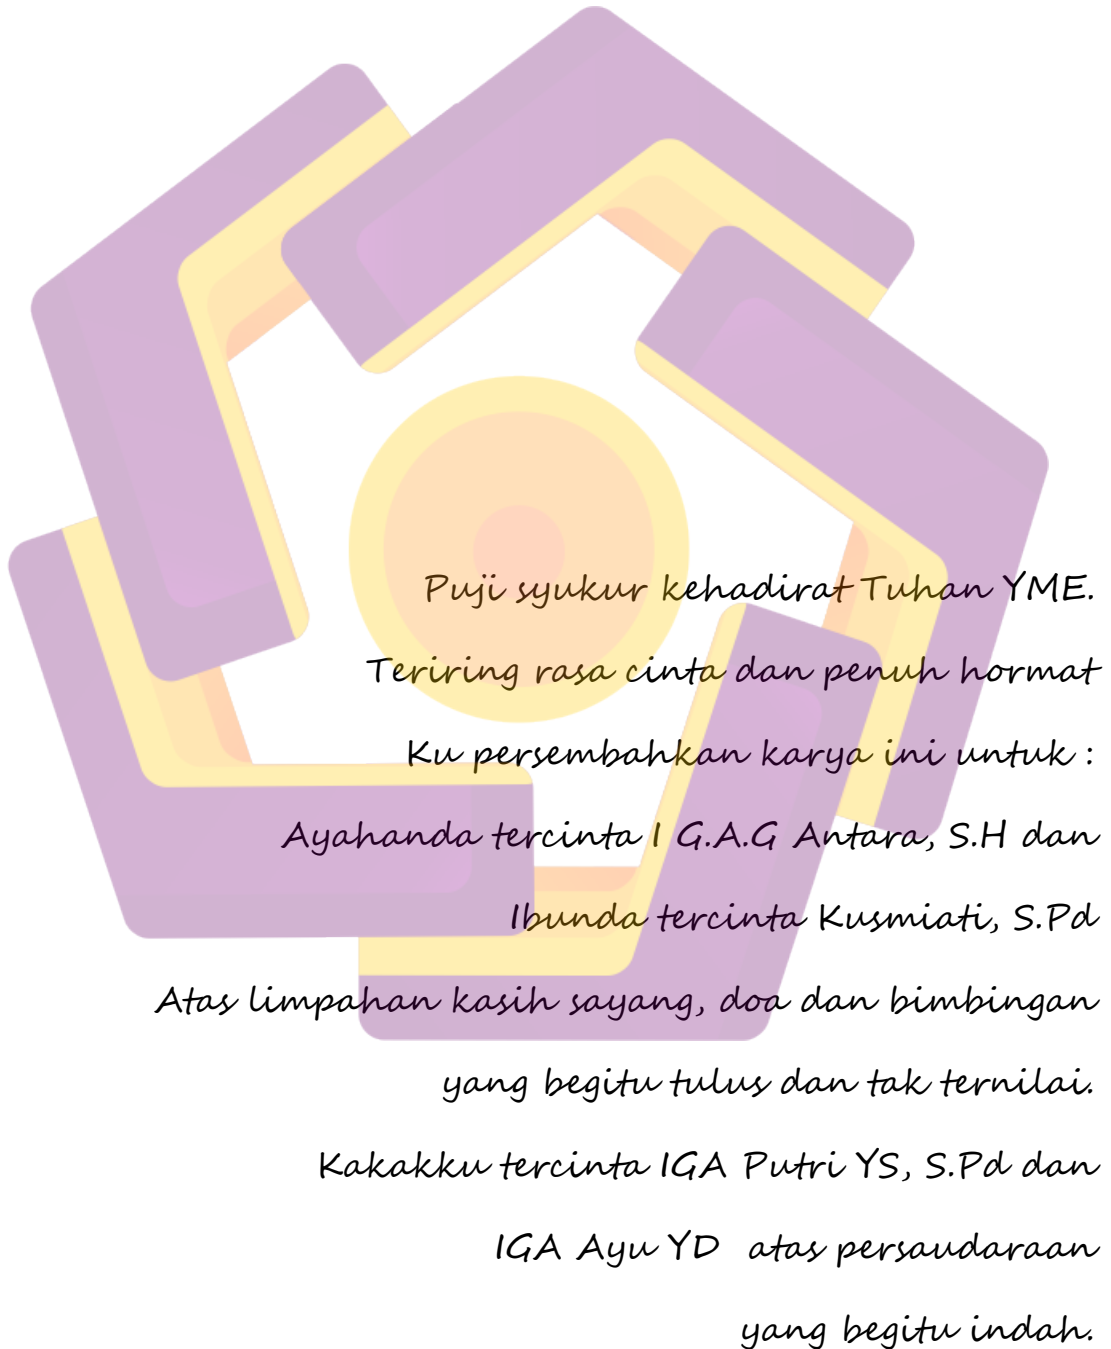 Puji syukur kehadirat Tuhan YME.
Teriring rasa cinta dan penuh hormat
Ku persembahkan karya ini untuk :
Ayahanda tercinta I G.A.G Antara, S.H dan
Ibunda tercinta Kusmiati, S.Pd
Atas limpahan kasih sayang, doa dan bimbingan
yang begitu tulus dan tak ternilai.
Kakakku tercinta IGA Putri YS, S.Pd dan
IGA Ayu YD atas persaudaraan
yang begitu indah.